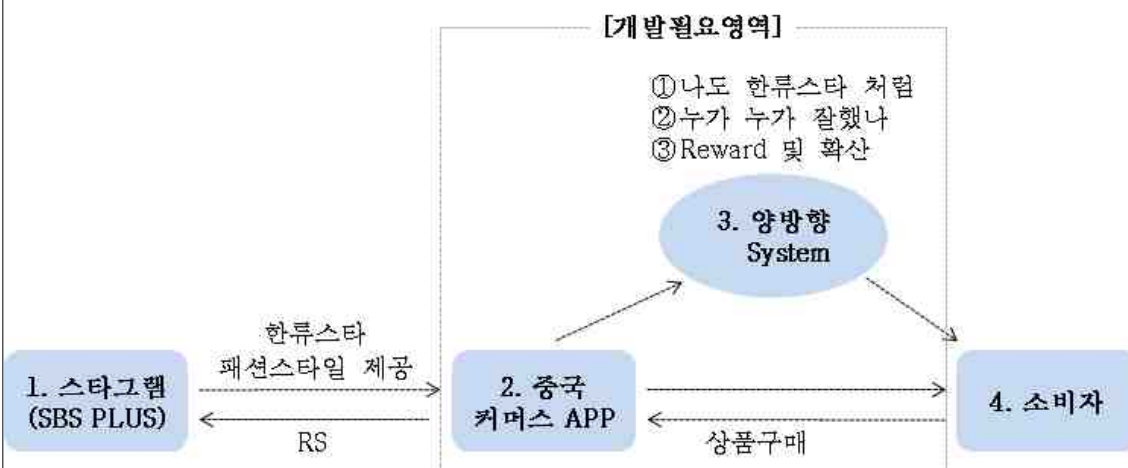 [개발필요영역]
①나도 한류스타 처럼
②누가 누가 잘했나
③Reward 및 확산
3. 양방향
System
한류스타
패션스타일 제공
1. 스타그램
(SBS PLUS)
RS
2. 중국
커머스 APP
상품구매
4. 소비자